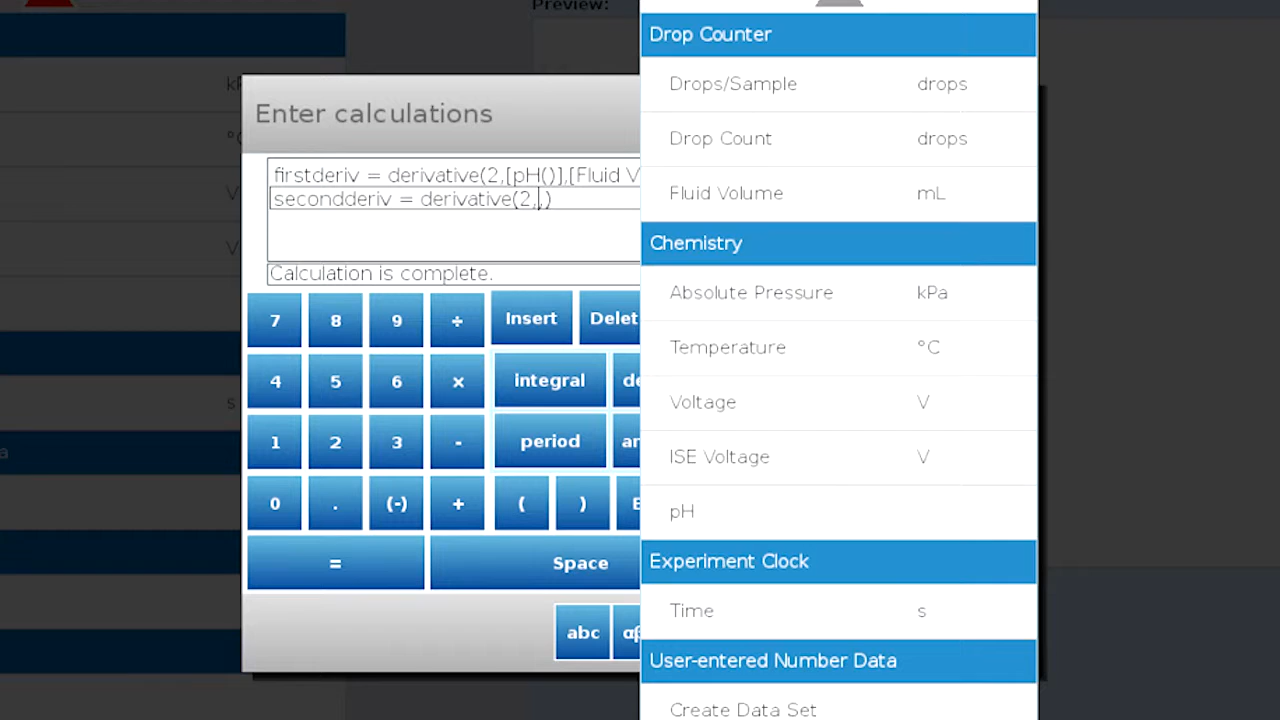 Preview:
Enter calculations
firstderiv = derivative(2,[pH()],[Fluid V
secondderiv = derivative(2,,)
Calculation is complete.
7 8 9 ÷ Insert Delet
4 5 6 × integral de
1 2 3 - period
0 . (-) + ( )
= Space
abc
Drop Counter
Drops/Sample drops
Drop Count drops
Fluid Volume mL
Chemistry
Absolute Pressure kPa
Temperature °C
Voltage V
ISE Voltage V
pH
Experiment Clock
Time s
User-entered Number Data
Create Data Set